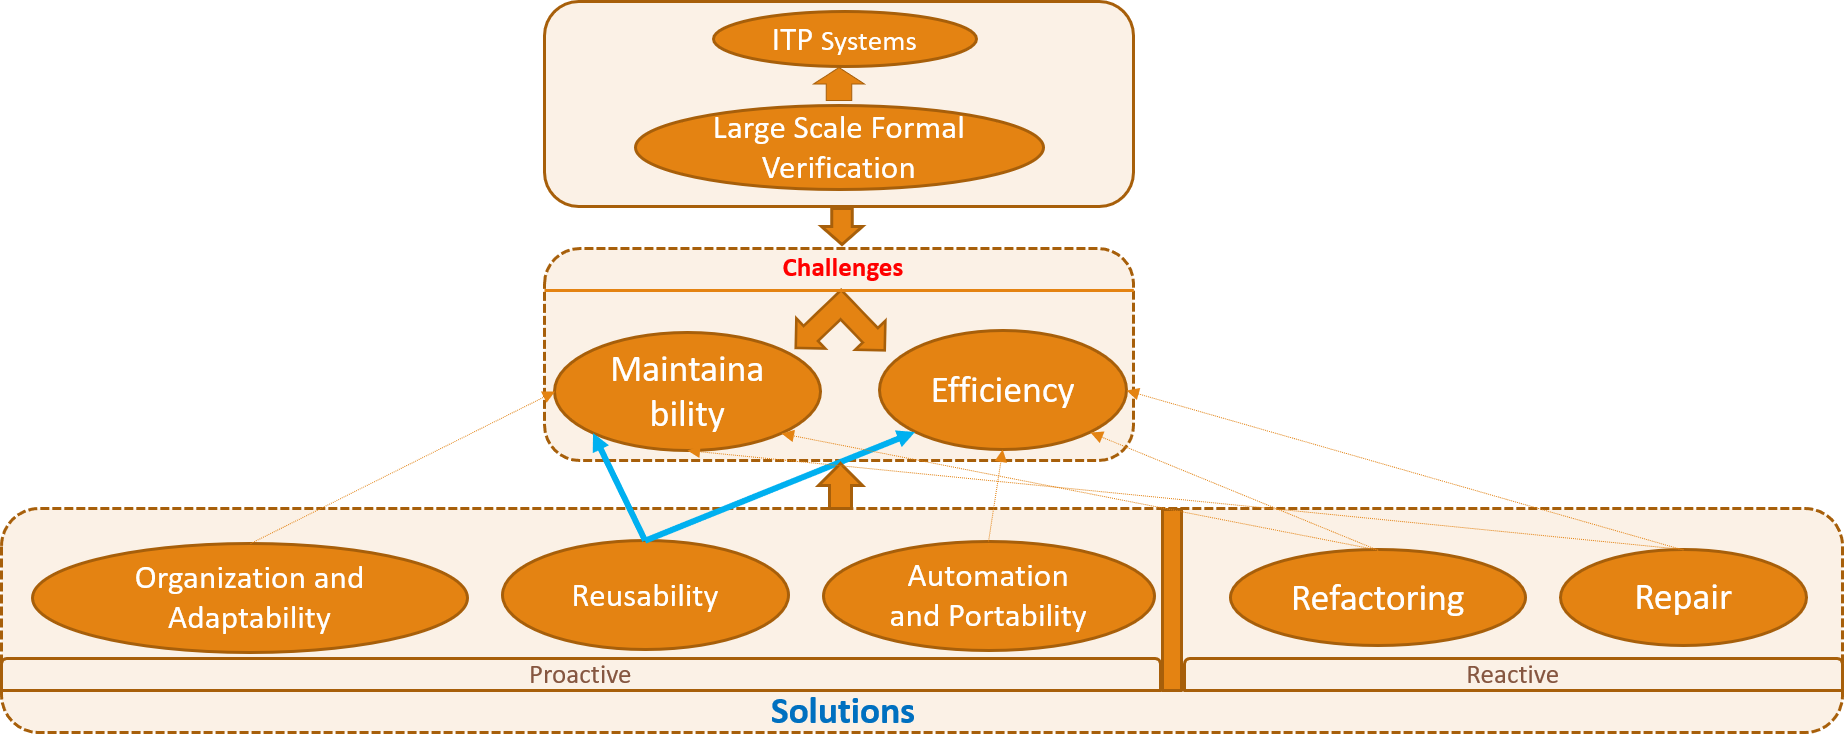 ITP Systems
Large Scale Formal
Verification
Challenges
Maintaina
bility
Efficiency
Organization and
Adaptability
Reusability
Automation
and Portability
Refactoring
Repair
Proactive
Reactive
Solutions